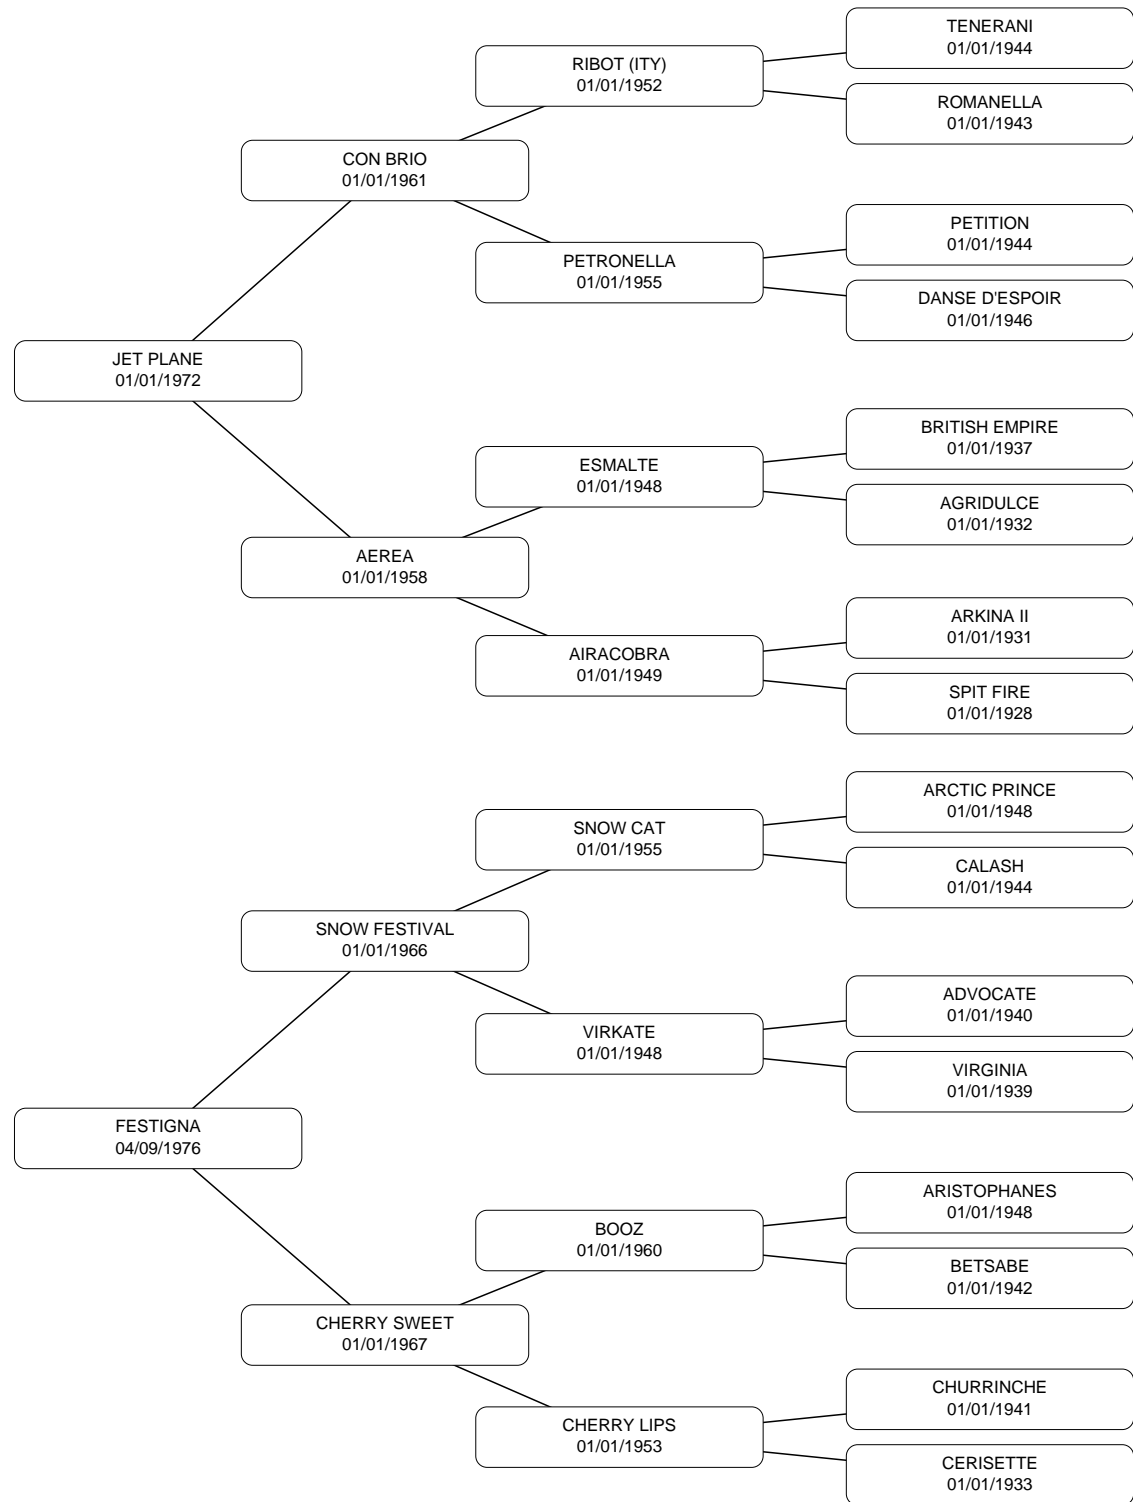 TENERANI
01/01/1944
RIBOT (ITY)
01/01/1952
ROMANELLA
01/01/1943
CON BRIO
01/01/1961
PETITION
01/01/1944
PETRONELLA
01/01/1955
DANSE D'ESPOIR
01/01/1946
JET PLANE
01/01/1972
BRITISH EMPIRE
01/01/1937
ESMALTE
01/01/1948
AGRIDULCE
01/01/1932
AEREA
01/01/1958
ARKINA II
01/01/1931
AIRACOBRA
01/01/1949
SPIT FIRE
01/01/1928
ARCTIC PRINCE
01/01/1948
SNOW CAT
01/01/1955
CALASH
01/01/1944
SNOW FESTIVAL
01/01/1966
ADVOCATE
01/01/1940
VIRKATE
01/01/1948
VIRGINIA
01/01/1939
FESTIGNA
04/09/1976
ARISTOPHANES
01/01/1948
BOOZ
01/01/1960
BETSABE
01/01/1942
CHERRY SWEET
01/01/1967
CHURRINCHE
01/01/1941
CHERRY LIPS
01/01/1953
CERISETTE
01/01/1933